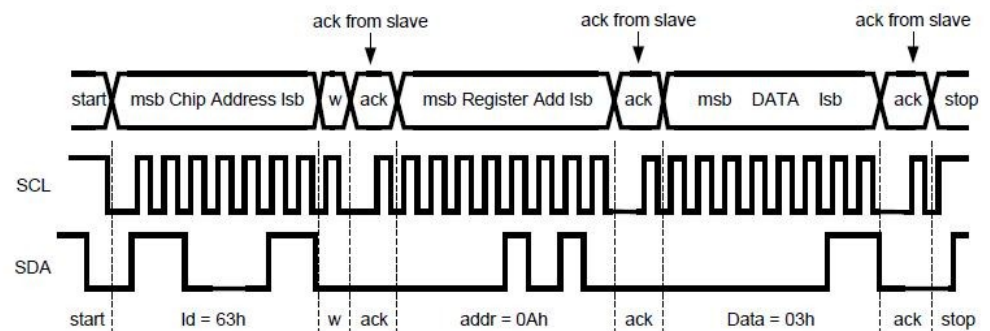 ack from slave ack from slave ack from slave
start msb Chip Address lsb w ack msb Register Add lsb ack msb DATA lsb ack stop
SCL
SDA
start Id = 63h w ack addr = 0Ah ack Data = 03h ack stop